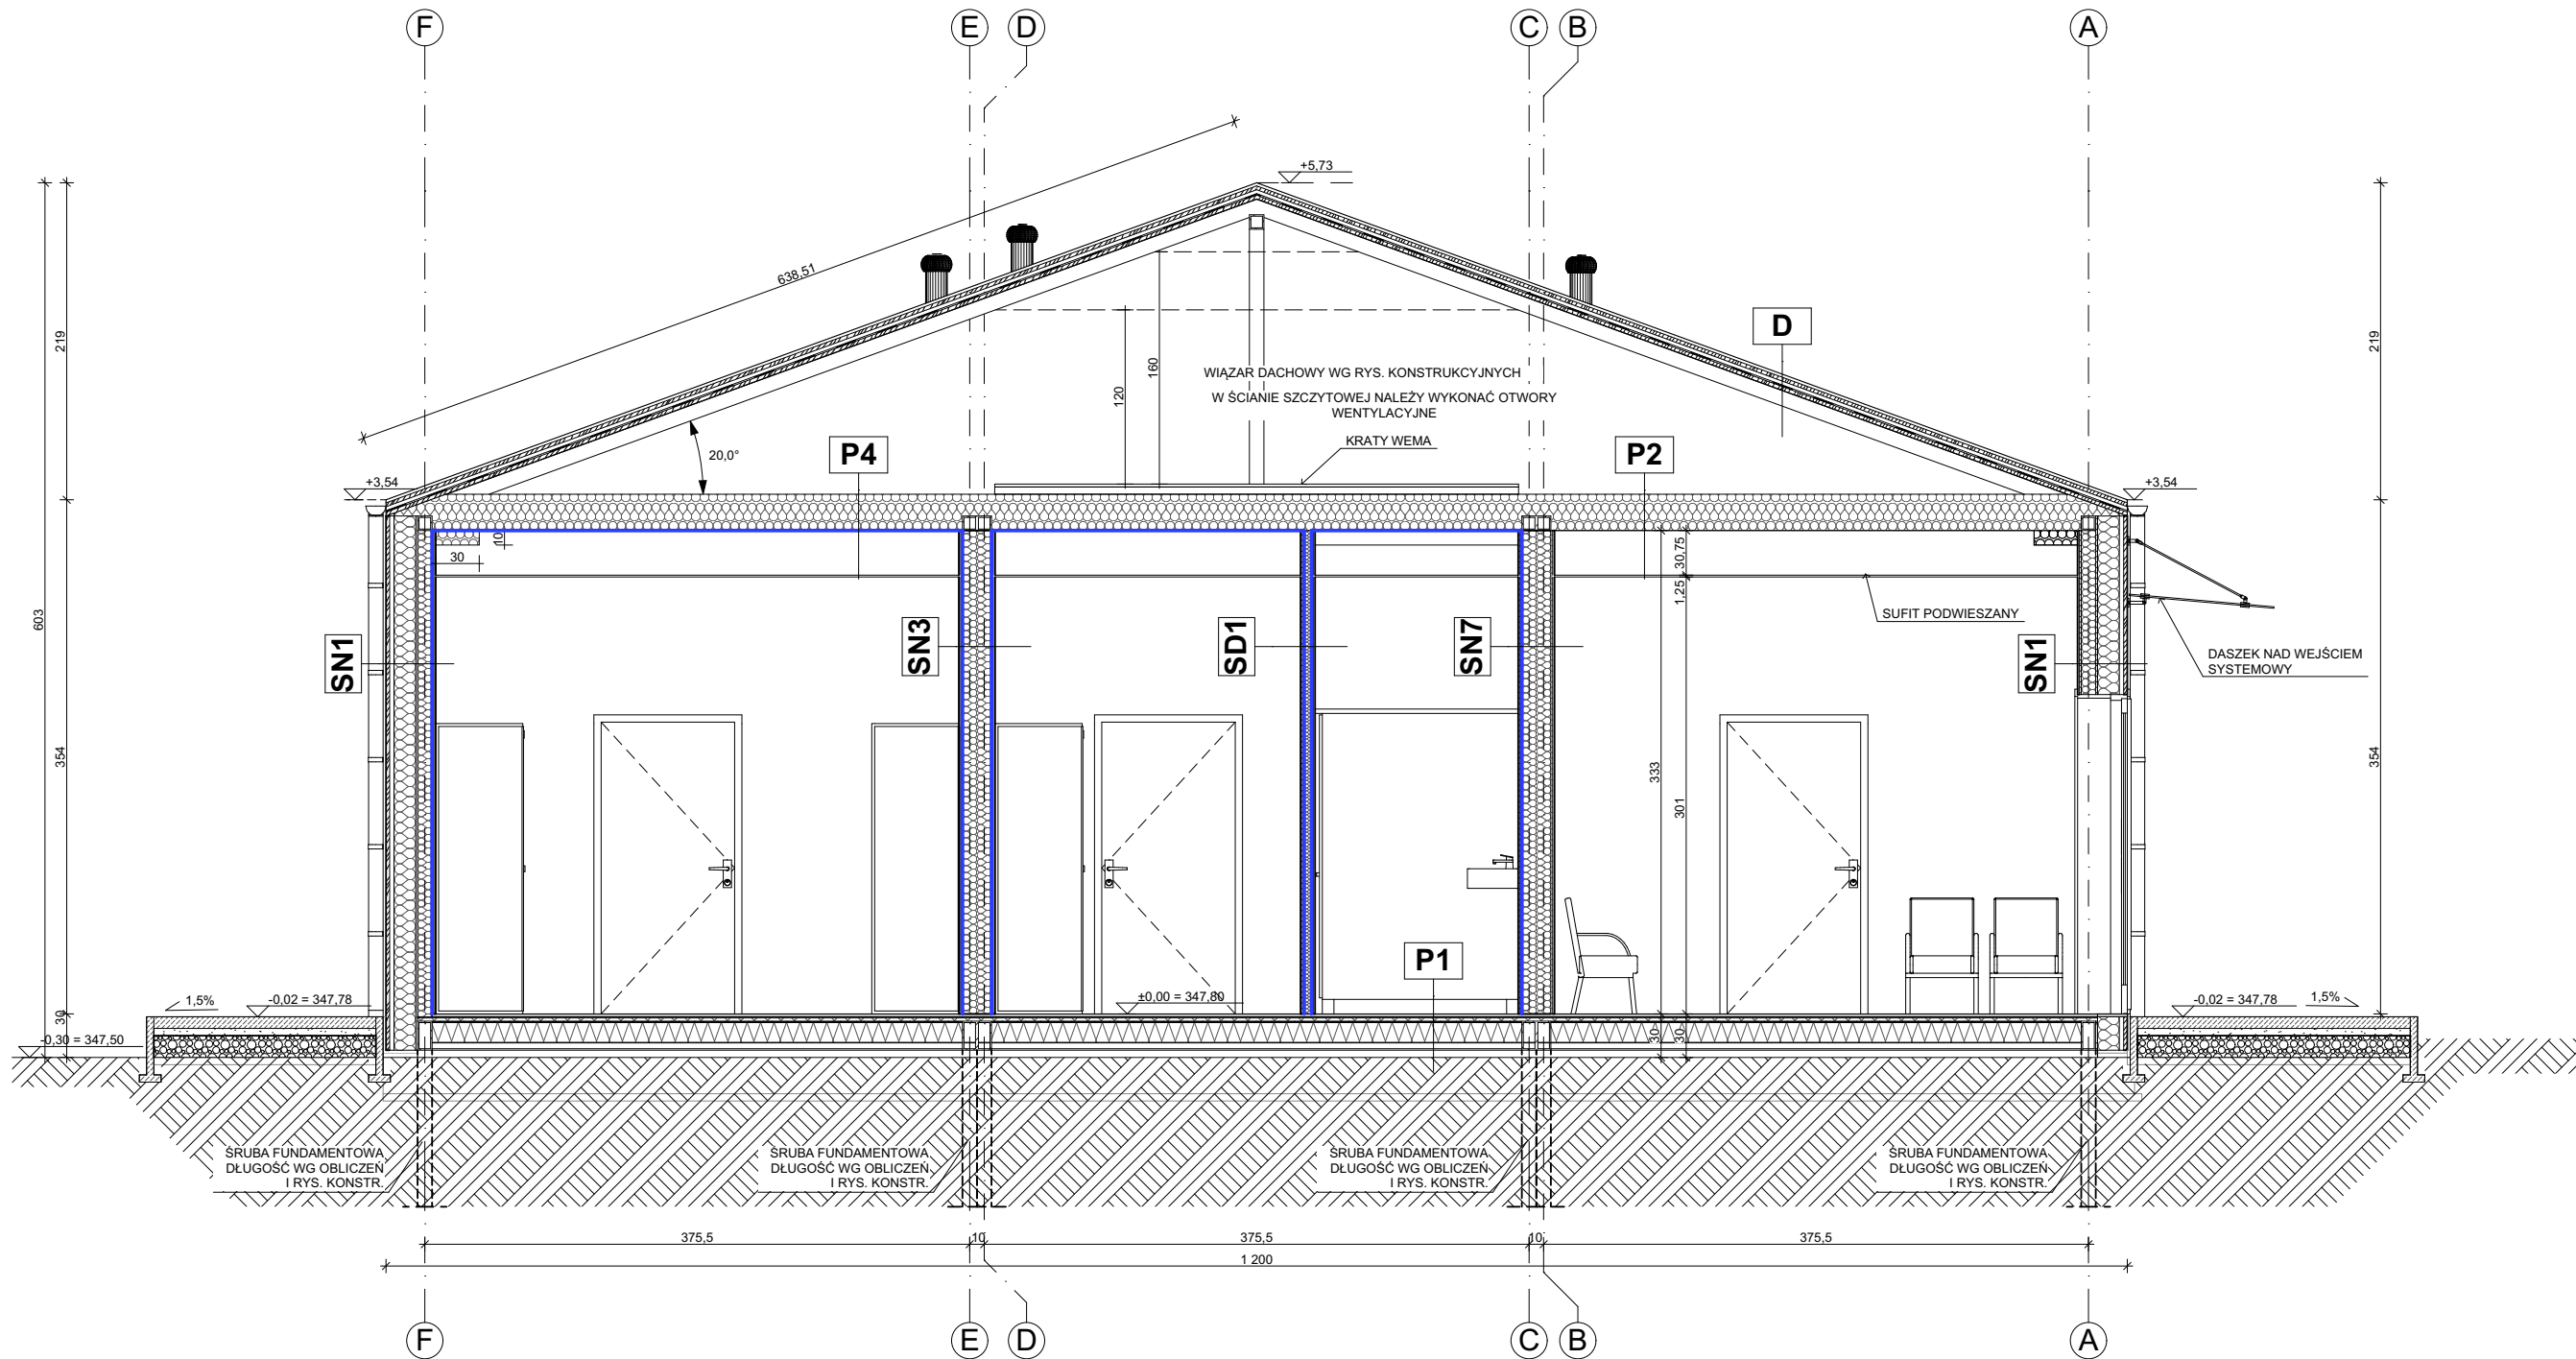 F
E
D
C
B
A
+5,73
638,51
219
603
354
30
219
354
D
160
120
WIĄZAR DACHOWY WG RYS. KONSTRUKCYJNYCH
W ŚCIANIE SZCZYTOWEJ NALEŻY WYKONAĆ OTWORY
WENTYLACYJNE
KRATY WEMA
20,0°
P4
P2
+3,54
+3,54
10
30
30,75
1,25
SUFIT PODWIESZANY
SN1
SN3
SD1
SN7
SN1
DASZEK NAD WEJŚCIEM
SYSTEMOWY
333
301
P1
1,5%
-0,02 = 347,78
±0,00 = 347,80
-0,02 = 347,78
1,5%
-0,30 = 347,50
30
30
ŚRUBA FUNDAMENTOWA
DŁUGOŚĆ WG OBLICZEŃ
I RYS. KONSTR.
ŚRUBA FUNDAMENTOWA
DŁUGOŚĆ WG OBLICZEŃ
I RYS. KONSTR.
ŚRUBA FUNDAMENTOWA
DŁUGOŚĆ WG OBLICZEŃ
I RYS. KONSTR.
ŚRUBA FUNDAMENTOWA
DŁUGOŚĆ WG OBLICZEŃ
I RYS. KONSTR.
375,5
10
375,5
10
375,5
1 200
F
E
D
C
B
A